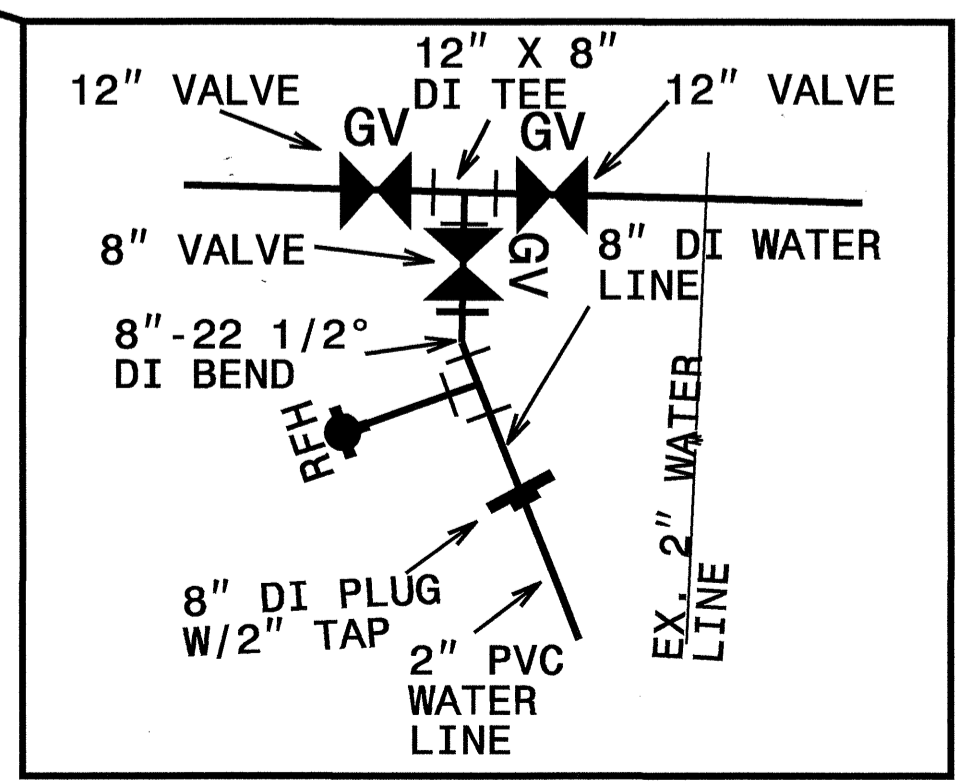 12" X 8"
DI TEE
12" VALVE
12" VALVE
GV
GV
8" VALVE
GV
8" DI WATER
LINE
8"-22 1/2°
DI BEND
RFH
EX. 2" WATER
LINE
8" DI PLUG
W/2" TAP
2" PVC
WATER
LINE